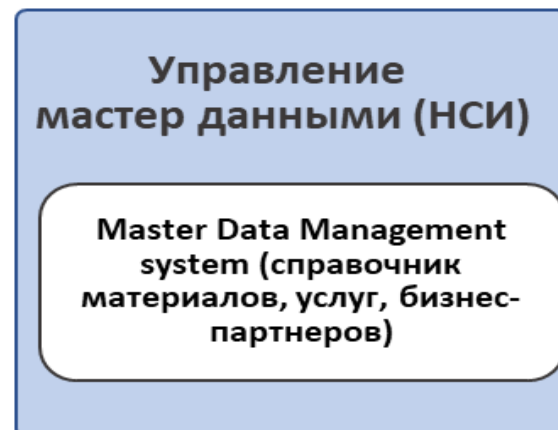 Управление
мастер данными (НСИ)
Master Data Management
system (справочник
материалов, услуг, бизнес-
партнеров)